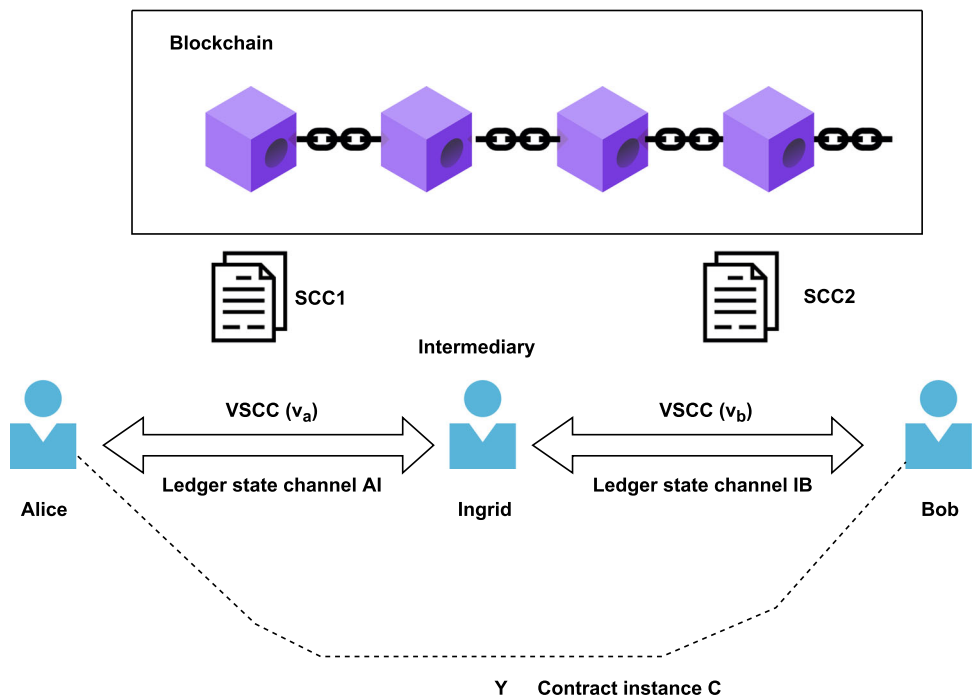 Blockchain
SCC1
SCC2
Intermediary
VSCC (va)
VSCC (vb)
Ledger state channel AI
Ledger state channel IB
Alice
Ingrid
Bob
Y Contract instance C